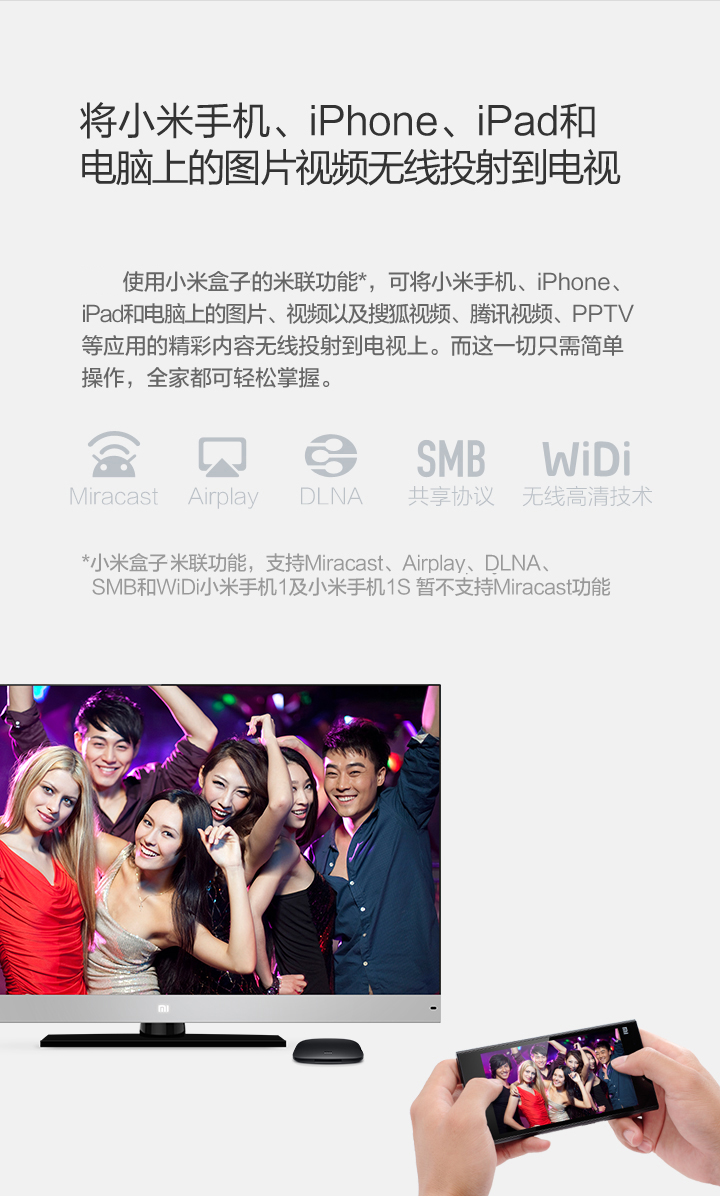 将小米手机、iPhone、iPad和
电脑上的图片视频无线投射到电视
使用小米盒子的米联功能*，可将小米手机、iPhone、
iPad和电脑上的图片、视频以及搜狐视频、腾讯视频、PPTV
等应用的精彩内容无线投射到电视上。而这一切只需简单
操作，全家都可轻松掌握。
SMB WiDi
Miracast Airplay DLNA 共享协议 无线高清技术
*小米盒子米联功能，支持Miracast、Airplay、DLNA、
SMB和WiDi小米手机1及小米手机1S 暂不支持Miracast功能
MI
MI